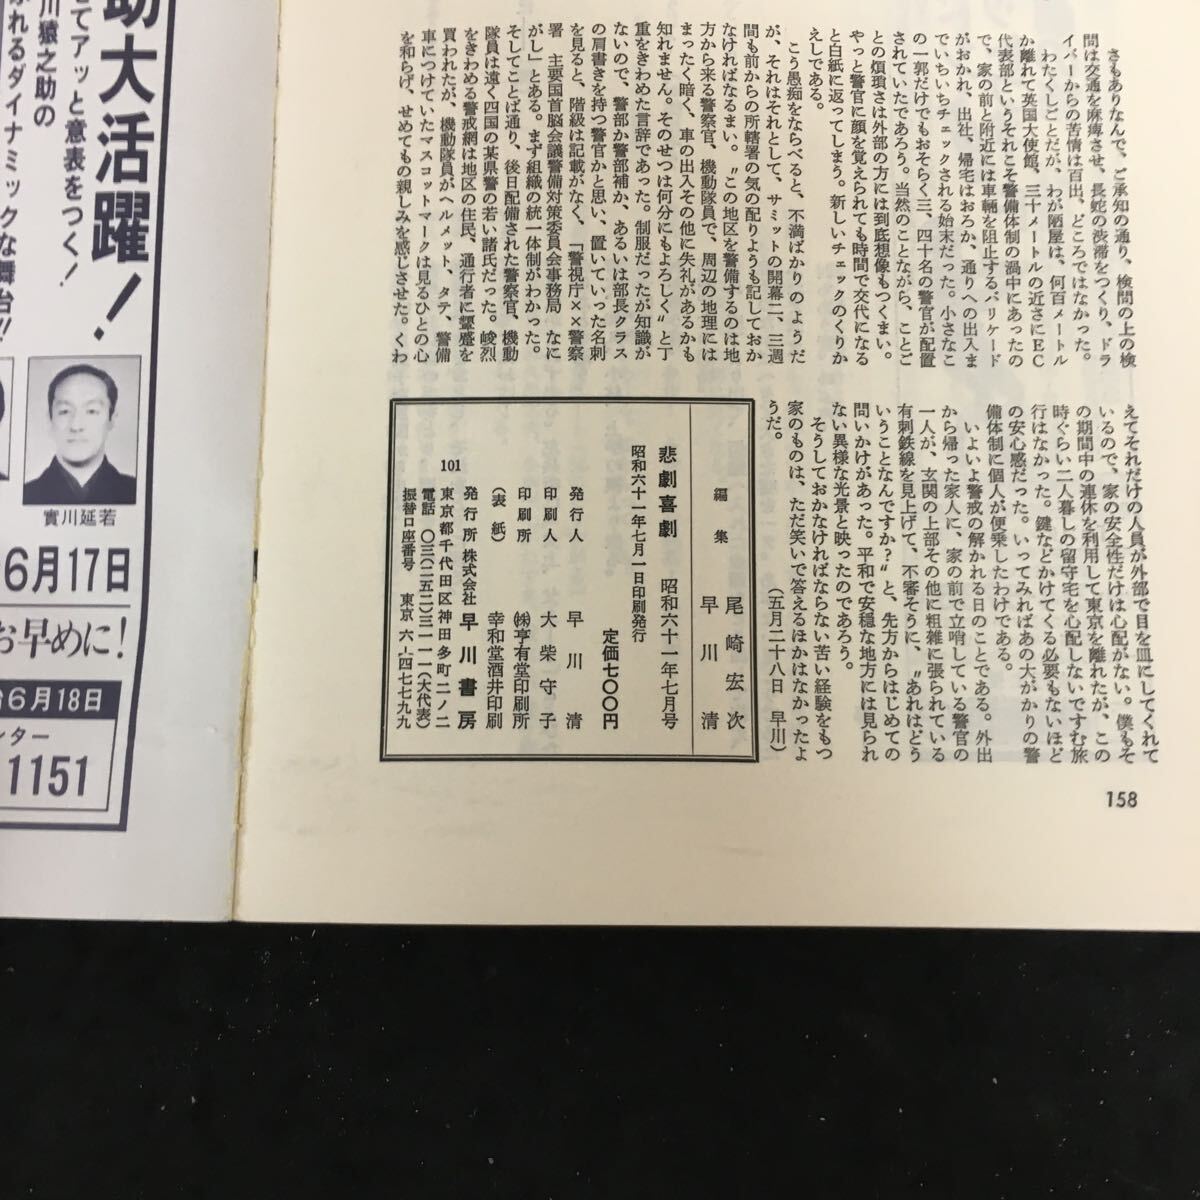 さもありなんで、ご承知の通り、検問の上の検
問は交通を麻痺させ、長蛇の渋滞をつくり、ドラ
イバーからの苦情は百出、どころではなかった。
わたくしごとだが、わが陋屋は、何百メートル
か離れて英国大使館、三十メートルの近さにEC
代表部というそれこそ警備体制の渦中にあったの
で、家の前と附近には車輛を阻止するバリケード
がおかれ、出社、帰宅はおろか、通りへの出入ま
でいちいちチェックされる始末だった。小さなこ
の一郭だけでもおそらく三、四十名の警官が配置
されていたであろう。当然のことながら、ことご
との煩瑣さは外部の方には到底想像もつくまい。
やっと警官に顔を覚えられても時間で交代になる
と白紙に返ってしまう。新しいチェックのくりか
えしである。
こう愚痴をならべると、不満ばかりのようだ
が、それはそれとして、サミットの開幕二、三週
間も前からの所轄署の気の配りようも記しておか
なければなるまい。〝この地区を警備するのは地
方から来る警察官、機動隊員で、周辺の地理には
まったく暗く、車の出入その他に失礼があるかも
知れません。そのせつは何分にもよろしく〟と丁
重をきわめた言辞であった。制服だったが知識が
ないので、警部か警部補か、あるいは部長クラス
の肩書きを持つ警官かと思い、置いていった名刺
を見ると、階級は記載がなく、「警視庁××警察
署　主要国首脳会議警備対策委員会事務局　なに
がし」とある。まず組織の統一体制がわかった。
そしてことば通り、後日配備された警察官、機動
隊員は遠く四国の某県警の若い諸氏だった。峻烈
をきわめる警戒網は地区の住民、通行者に顰蹙を
買われたが、機動隊員がヘルメット、タテ、警備
車につけていたマスコットマークは見るひとの心
を和らげ、せめてもの親しみを感じさせた。くわ
えてそれだけの人員が外部で目を皿にしてくれて
いるので、家の安全性だけは心配がない。僕もそ
の期間中の連休を利用して東京を離れたが、この
時ぐらい二人暮しの留守宅を心配しないですむ旅
行はなかった。鍵などかけてくる必要もないほど
の安心感だった。いってみればあの大がかりの警
備体制に個人が便乗したわけである。
いよいよ警戒の解かれる日のことである。外出
から帰った家人に、家の前で立哨している警官の
一人が、玄関の上部その他に粗雑に張られている
有刺鉄線を見上げて、不審そうに、〝あれはどう
いうことなんですか？〟と、先方からはじめての
問いかけがあった。平和で安穏な地方には見られ
ない異様な光景と映ったのであろう。
そうしておかなければならない苦い経験をもつ
家のものは、ただ笑いで答えるほかはなかったよ
うだ。
（五月二十八日　早川）
編集　尾崎宏次
早川清
悲劇喜劇　昭和六十一年七月号
昭和六十一年七月一日印刷発行
定価七〇〇円
発行人　早川清
印刷人　大柴守子
印刷所　㈱亨有堂印刷所
（表紙）　幸和堂酒井印刷
発行所　株式会社　早川書房
101　東京都千代田区神田多町二ノ二
電話　〇三（二五二）三一一一（大代表）
振替口座番号　東京　六-四七七九九
158
助大活躍！
てアッと意表をつく！
川猿之助の
ふれるダイナミックな舞台!!
實川延若
6月17日
お早めに！
6月18日
ンター
1151